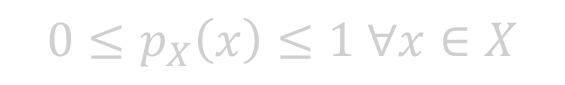 0 ≤ p_X(x) ≤ 1 ∀x ∈ X